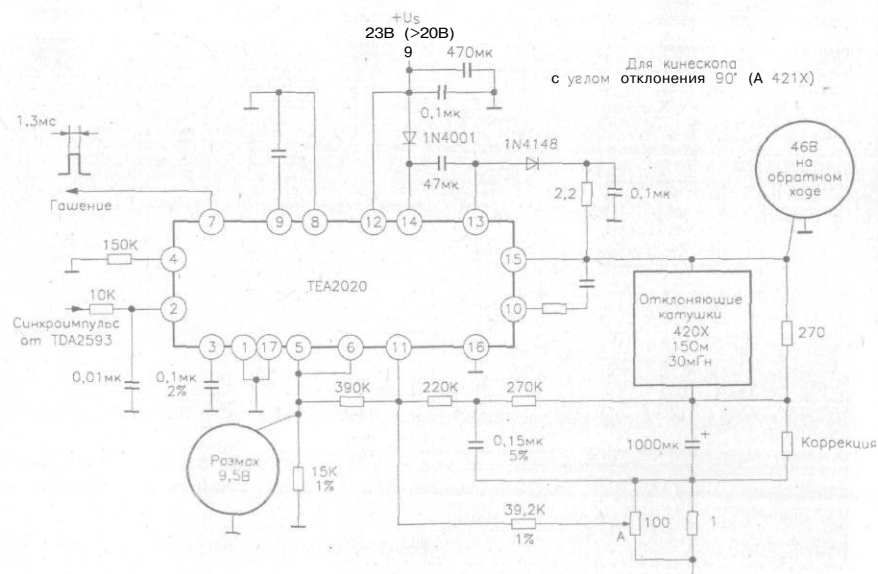 +Us
23В (>20В)
9
470мк
Для кинескопа
с углом отклонения 90° (А 421Х)
0,1мк
1,3мс
1N4001
1N4148
46В
на
обратном
ходе
47мк
2,2
0,1мк
Гашение
7
9
8
12
14
13
150К
4
15
TEA2020
10К
2
10
Отклоняющие
катушки
420Х
150м
30мГн
270
Синхроимпульс
от TDA2593
3
1
17
5
6
11
16
0,01мк
0,1мк
2%
390К
220К
270К
0,15мк
5%
1000мк
+
Коррекция
Размах
9,5В
15К
1%
39,2К
1%
100
1
А